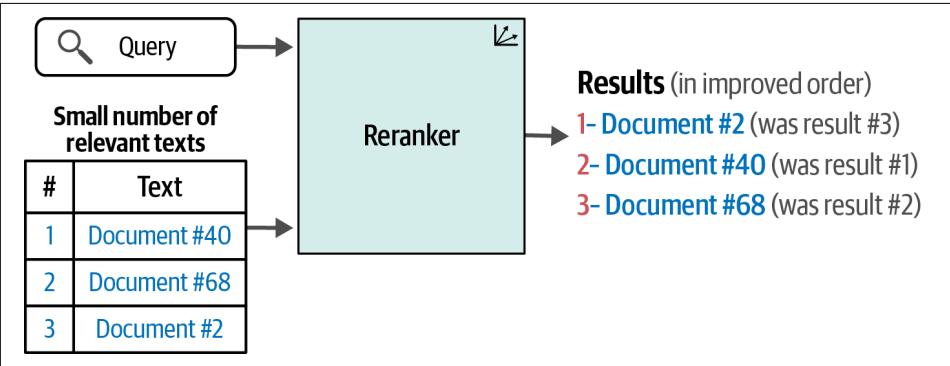 Query
Small number of
relevant texts
# Text
1 Document #40
2 Document #68
3 Document #2
Reranker
Results (in improved order)
1– Document #2 (was result #3)
2– Document #40 (was result #1)
3– Document #68 (was result #2)